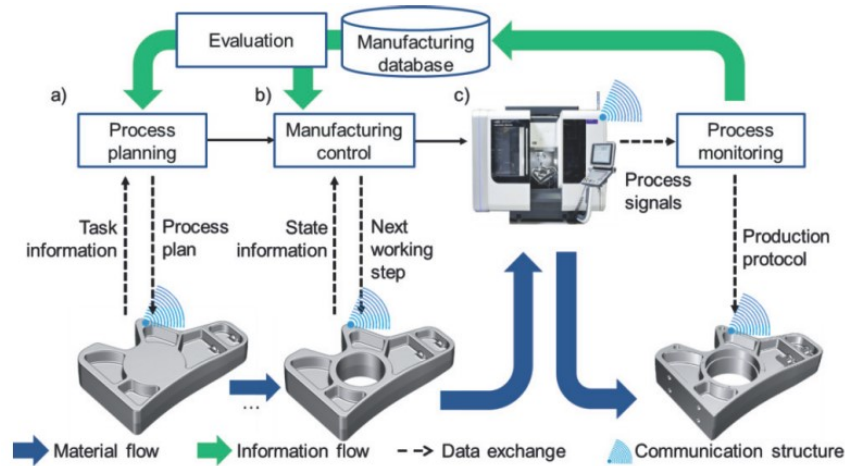 Evaluation
Manufacturing
database
a)
b)
c)
Process
planning
Manufacturing
control
Process
monitoring
Process
signals
Task
information
Process
plan
State
information
Next
working
step
Production
protocol
...
Material flow
Information flow
Data exchange
Communication structure